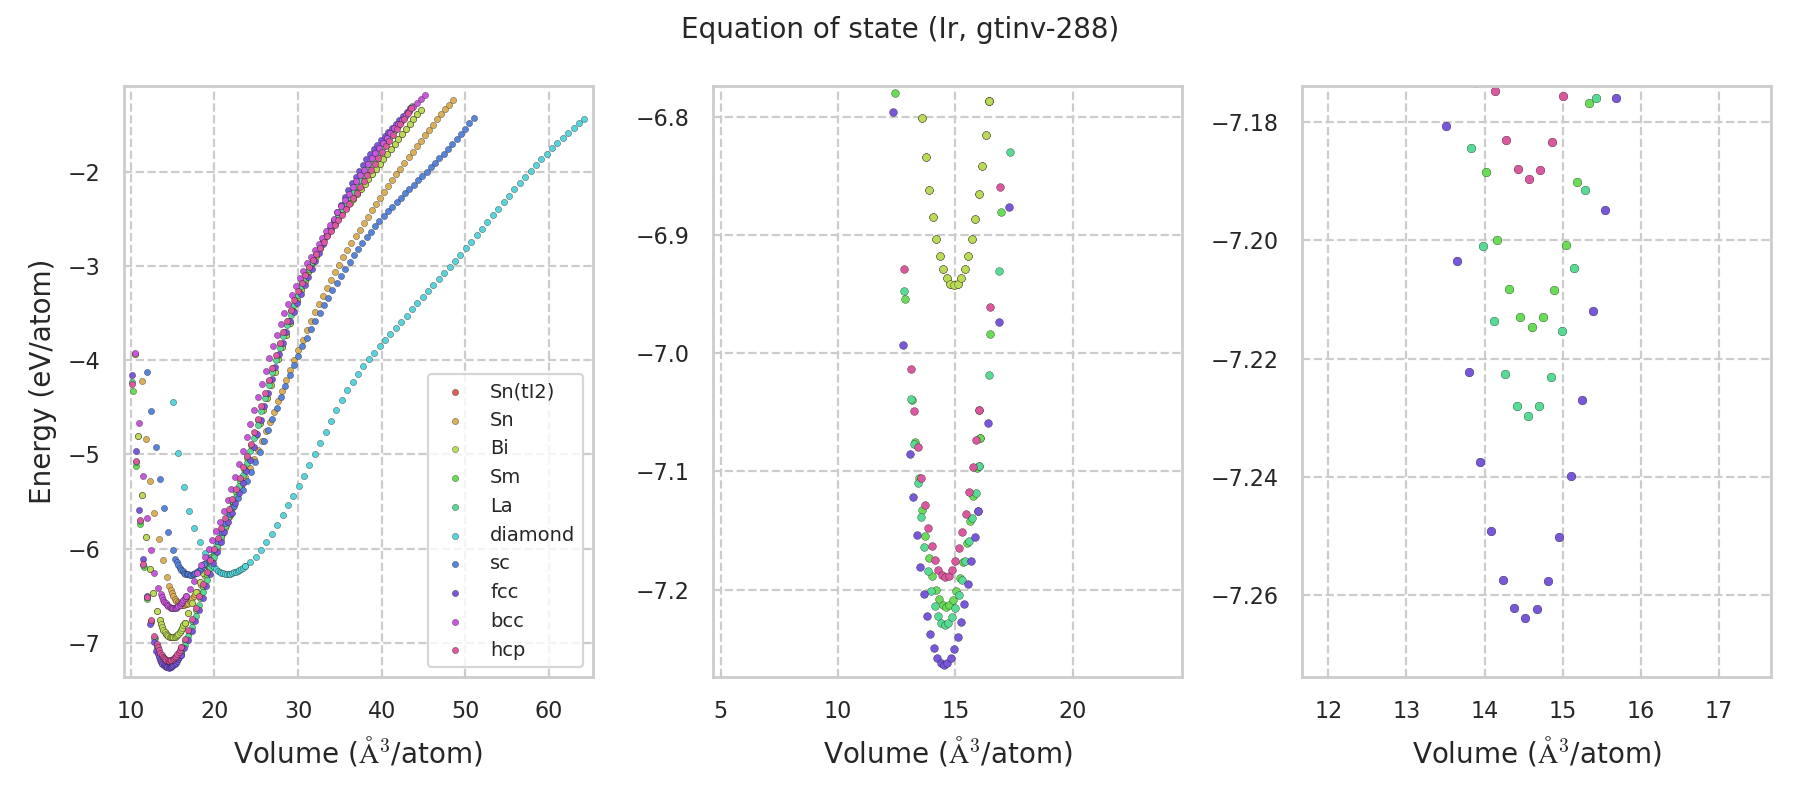 Equation of state (Ir, gtinv-288)
Energy (eV/atom)
−2
−3
−4
−5
−6
−7
10 20 30 40 50 60
Volume (Å³/atom)
Sn(tI2)
Sn
Bi
Sm
La
diamond
sc
fcc
bcc
hcp
−6.8
−6.9
−7.0
−7.1
−7.2
5 10 15 20
Volume (Å³/atom)
−7.18
−7.20
−7.22
−7.24
−7.26
12 13 14 15 16 17
Volume (Å³/atom)